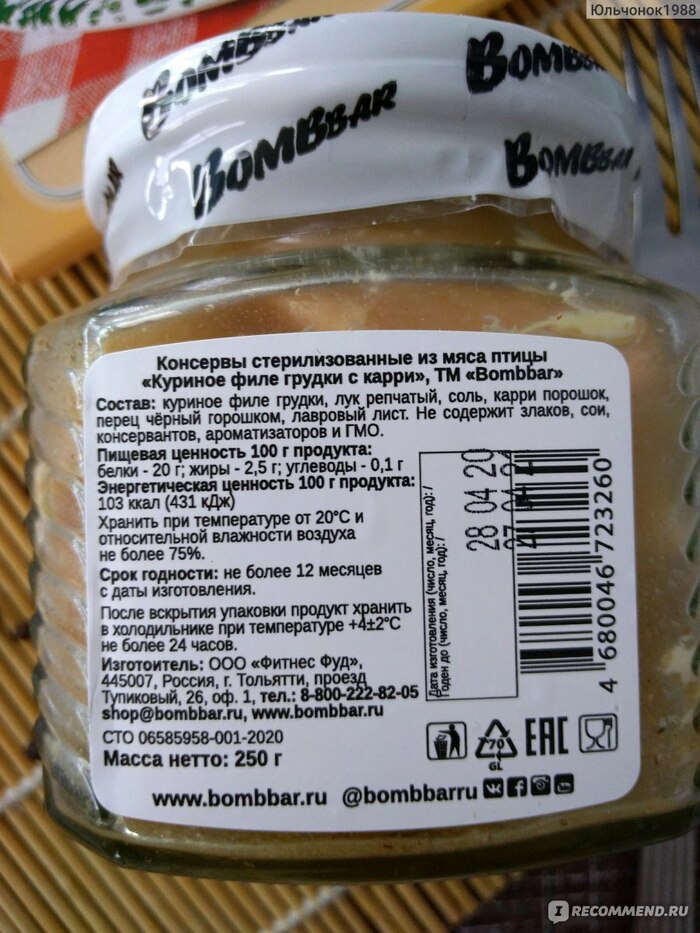 Юльчонок1988
BOMBBAR
BOMBBAR
BOMBBAR
BOMBBAR
Консервы стерилизованные из мяса птицы
«Куриное филе грудки с карри», ТМ «Bombbar»
Состав: куриное филе грудки, лук репчатый, соль, карри порошок,
перец чёрный горошком, лавровый лист. Не содержит злаков, сои,
консервантов, ароматизаторов и ГМО.
Пищевая ценность 100 г продукта:
белки - 20 г; жиры - 2,5 г; углеводы - 0,1 г
Энергетическая ценность 100 г продукта:
103 ккал (431 кДж)
Хранить при температуре от 20°С и
относительной влажности воздуха
не более 75%.
Срок годности: не более 12 месяцев
с даты изготовления.
После вскрытия упаковки продукт хранить
в холодильнике при температуре +4±2°С
не более 24 часов.
Изготоитель: ООО «Фитнес Фуд»,
445007, Россия, г. Тольятти, проезд
Тупиковый, 26, оф. 1, тел.: 8-800-222-82-05
shop@bombbar.ru, www.bombbar.ru
СТО 06585958-001-2020
Масса нетто: 250 г
Дата изготовления (число, месяц, год): /
Годен до (число, месяц, год): /
28 04 20
4 680046 723260
70
GL
EAC
www.bombbar.ru @bombbarru
IRECOMMEND.RU